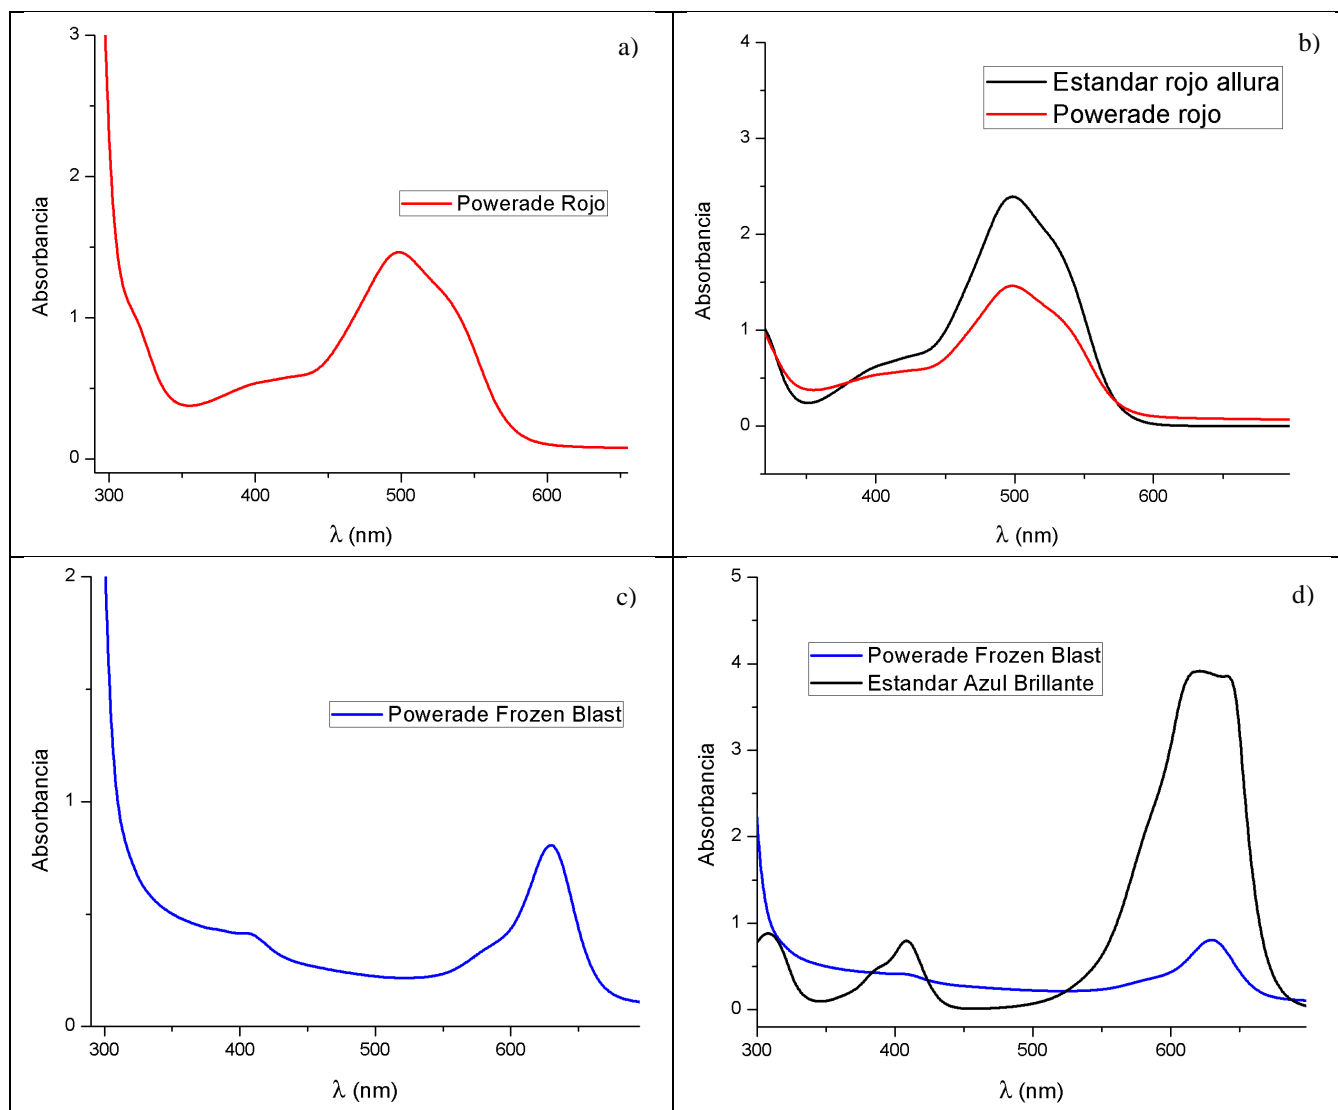 a)
3
2
1
0
Absorbancia
Powerade Rojo
300 400 500 600
λ (nm)
b)
4
3
2
1
0
Absorbancia
Estandar rojo allura
Powerade rojo
400 500 600
λ (nm)
c)
2
1
0
Absorbancia
Powerade Frozen Blast
300 400 500 600
λ (nm)
d)
5
4
3
2
1
0
Absorbancia
Powerade Frozen Blast
Estandar Azul Brillante
300 400 500 600
λ (nm)